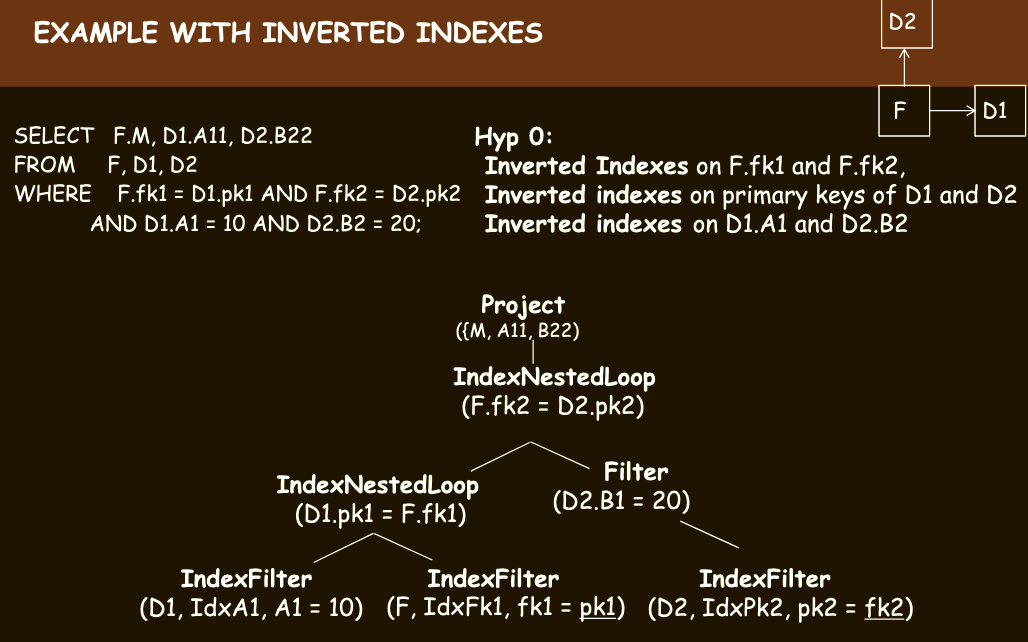 EXAMPLE WITH INVERTED INDEXES
D2
F
D1
SELECT F.M, D1.A11, D2.B22
FROM F, D1, D2
WHERE F.fk1 = D1.pk1 AND F.fk2 = D2.pk2
AND D1.A1 = 10 AND D2.B2 = 20;
Hyp 0:
Inverted Indexes on F.fk1 and F.fk2,
Inverted indexes on primary keys of D1 and D2
Inverted indexes on D1.A1 and D2.B2
Project
({M, A11, B22)
IndexNestedLoop
(F.fk2 = D2.pk2)
IndexNestedLoop
(D1.pk1 = F.fk1)
Filter
(D2.B1 = 20)
IndexFilter
(D1, IdxA1, A1 = 10)
IndexFilter
(F, IdxFk1, fk1 = pk1)
IndexFilter
(D2, IdxPk2, pk2 = fk2)